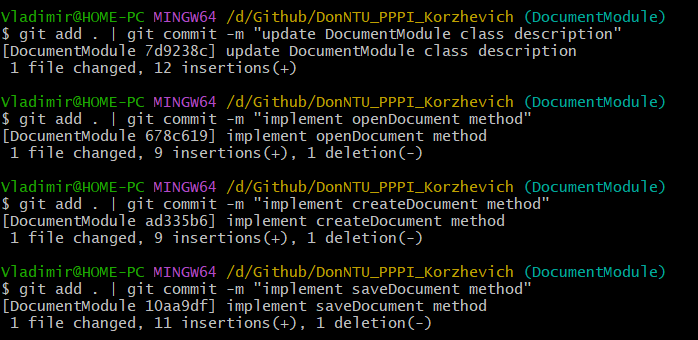 Vladimir@HOME-PC MINGW64 /d/Github/DonNTU_PPPI_Korzhevich (DocumentModule)
$ git add . | git commit -m "update DocumentModule class description"
[DocumentModule 7d9238c] update DocumentModule class description
 1 file changed, 12 insertions(+)
Vladimir@HOME-PC MINGW64 /d/Github/DonNTU_PPPI_Korzhevich (DocumentModule)
$ git add . | git commit -m "implement openDocument method"
[DocumentModule 678c619] implement openDocument method
 1 file changed, 9 insertions(+), 1 deletion(-)
Vladimir@HOME-PC MINGW64 /d/Github/DonNTU_PPPI_Korzhevich (DocumentModule)
$ git add . | git commit -m "implement createDocument method"
[DocumentModule ad335b6] implement createDocument method
 1 file changed, 9 insertions(+), 1 deletion(-)
Vladimir@HOME-PC MINGW64 /d/Github/DonNTU_PPPI_Korzhevich (DocumentModule)
$ git add . | git commit -m "implement saveDocument method"
[DocumentModule 10aa9df] implement saveDocument method
 1 file changed, 11 insertions(+), 1 deletion(-)